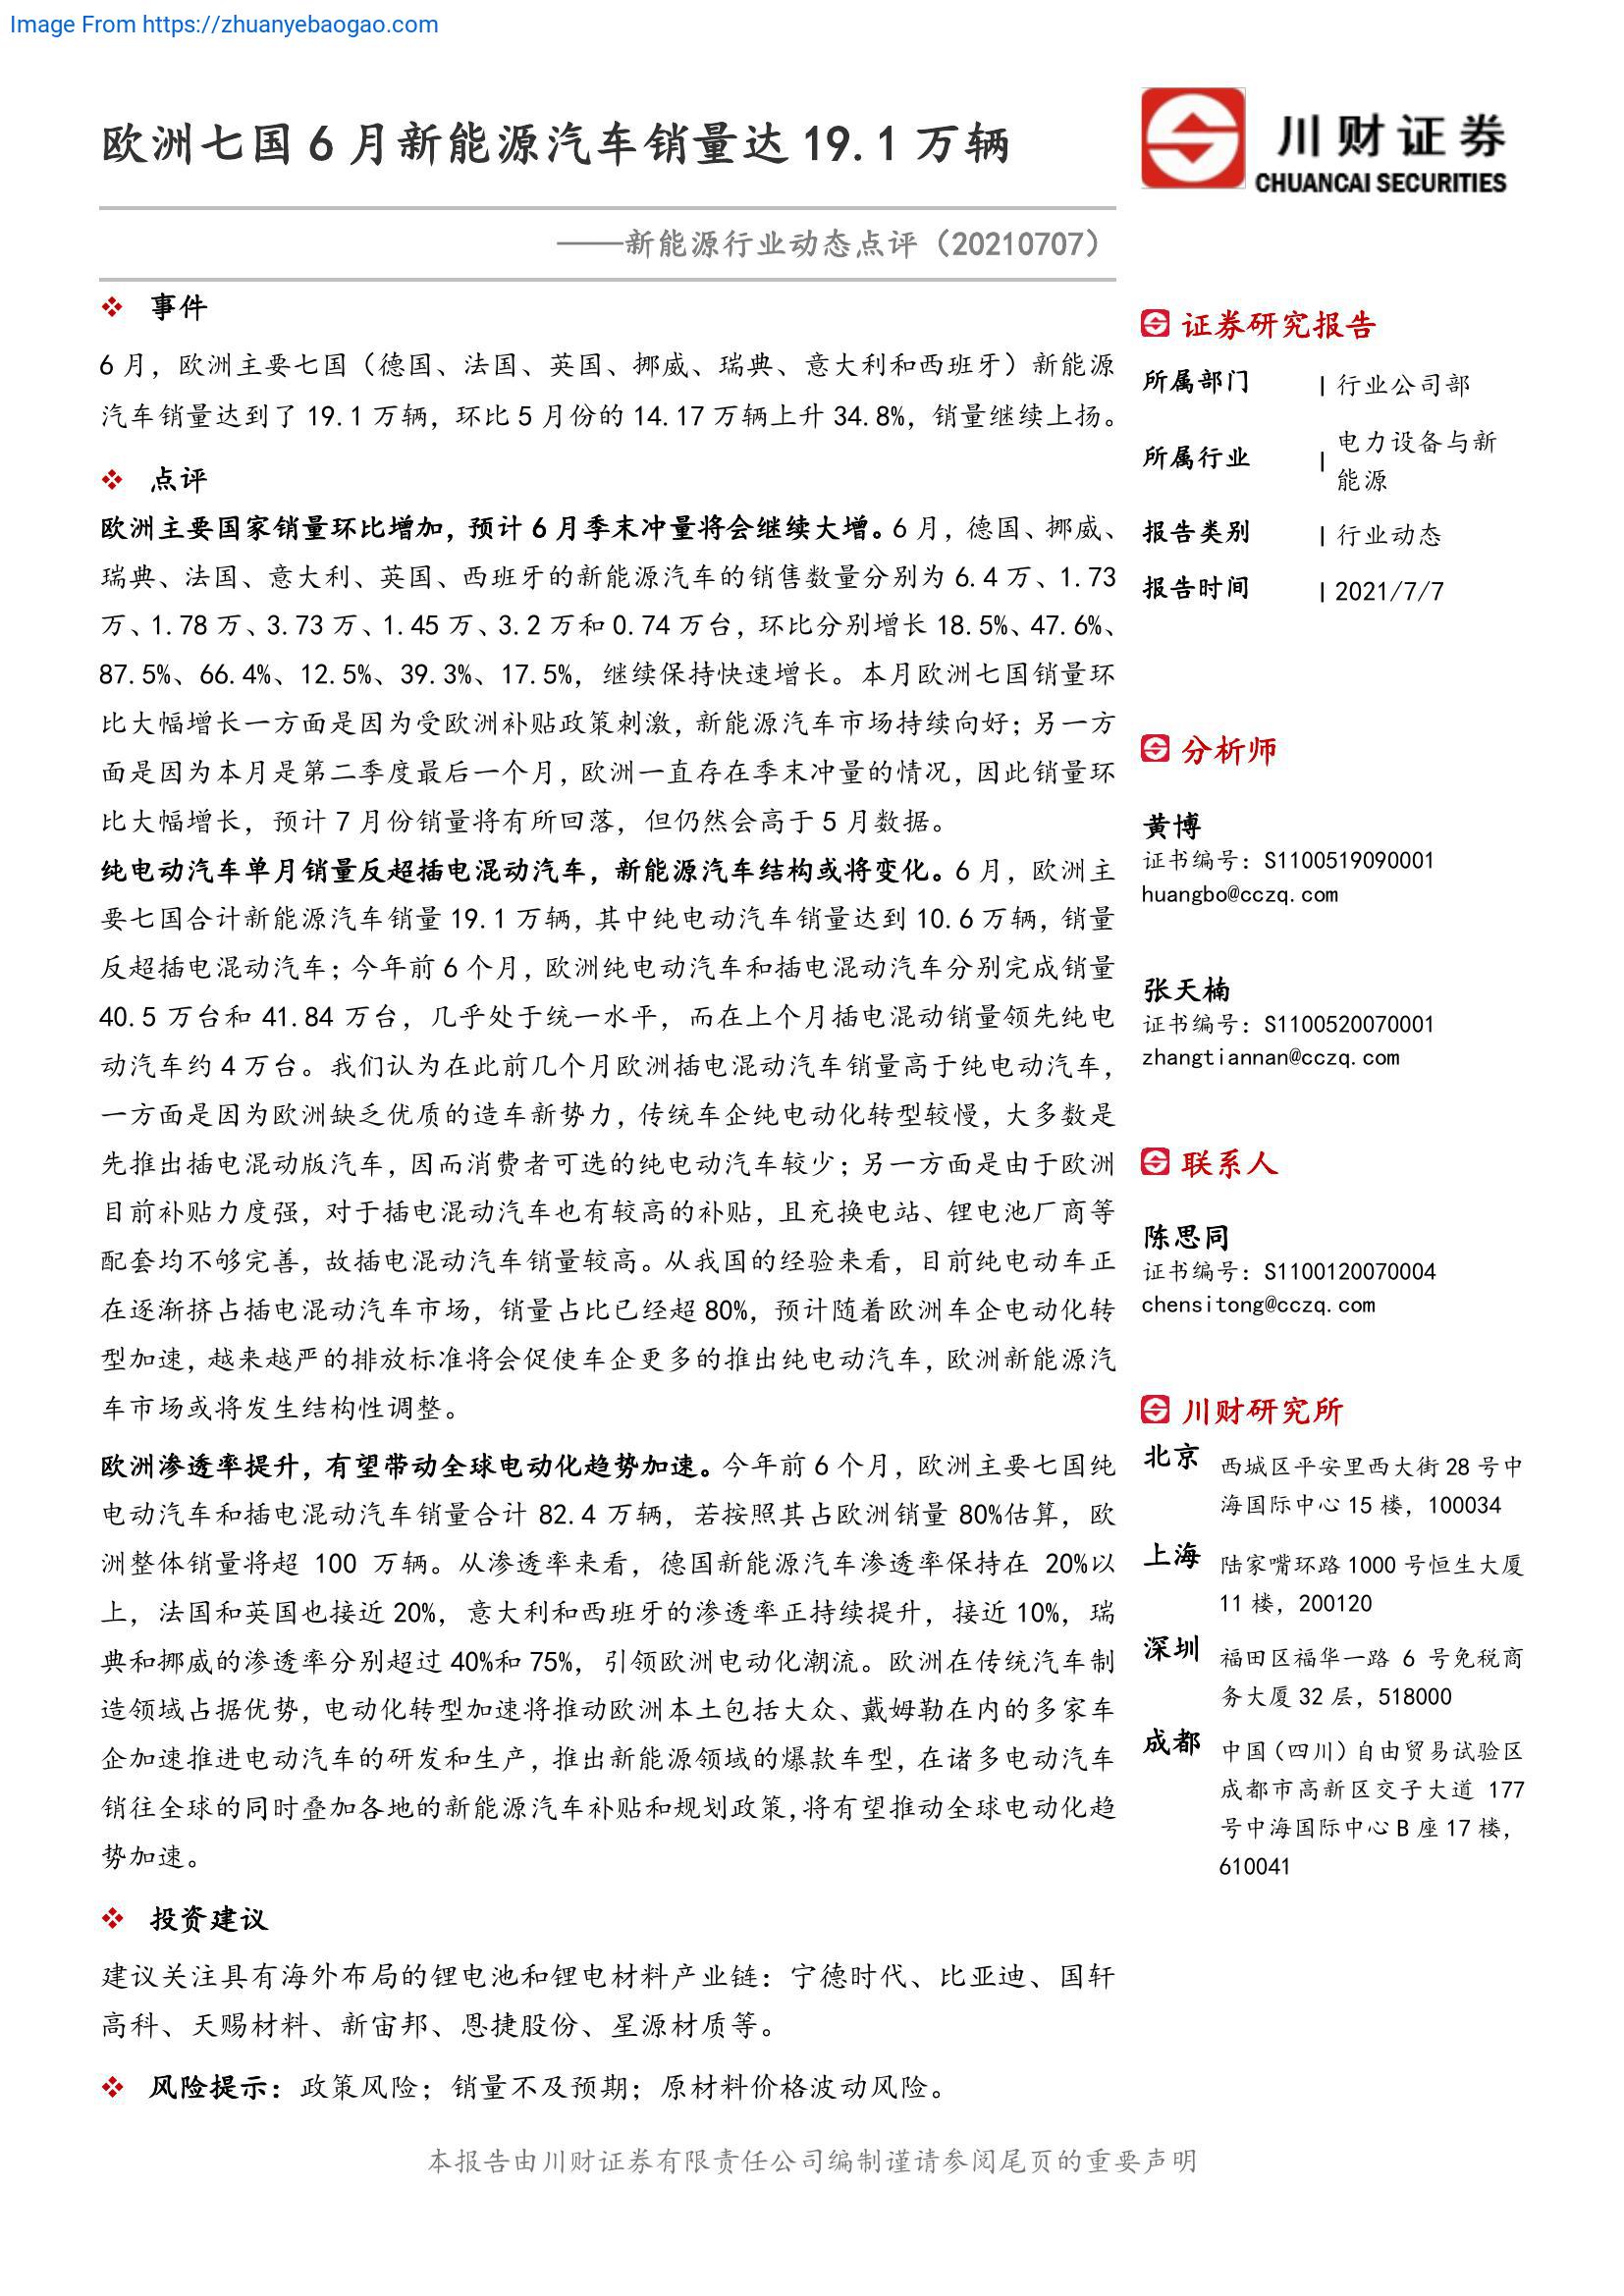 Image From https://zhuanyebaogao.com
欧洲七国 6 月新能源汽车销量达 19.1 万辆
川财证券
CHUANCAI SECURITIES
——新能源行业动态点评（20210707）
事件
6 月，欧洲主要七国（德国、法国、英国、挪威、瑞典、意大利和西班牙）新能源
汽车销量达到了 19.1 万辆，环比 5 月份的 14.17 万辆上升 34.8%，销量继续上扬。
点评
欧洲主要国家销量环比增加，预计 6 月季末冲量将会继续大增。6 月，德国、挪威、
瑞典、法国、意大利、英国、西班牙的新能源汽车的销售数量分别为 6.4 万、1.73
万、1.78 万、3.73 万、1.45 万、3.2 万和 0.74 万台，环比分别增长 18.5%、47.6%、
87.5%、66.4%、12.5%、39.3%、17.5%，继续保持快速增长。本月欧洲七国销量环
比大幅增长一方面是因为受欧洲补贴政策刺激，新能源汽车市场持续向好；另一方
面是因为本月是第二季度最后一个月，欧洲一直存在季末冲量的情况，因此销量环
比大幅增长，预计 7 月份销量将有所回落，但仍然会高于 5 月数据。
纯电动汽车单月销量反超插电混动汽车，新能源汽车结构或将变化。6 月，欧洲主
要七国合计新能源汽车销量 19.1 万辆，其中纯电动汽车销量达到 10.6 万辆，销量
反超插电混动汽车；今年前 6 个月，欧洲纯电动汽车和插电混动汽车分别完成销量
40.5 万台和 41.84 万台，几乎处于统一水平，而在上个月插电混动销量领先纯电
动汽车约 4 万台。我们认为在此前几个月欧洲插电混动汽车销量高于纯电动汽车，
一方面是因为欧洲缺乏优质的造车新势力，传统车企纯电动化转型较慢，大多数是
先推出插电混动版汽车，因而消费者可选的纯电动汽车较少；另一方面是由于欧洲
目前补贴力度强，对于插电混动汽车也有较高的补贴，且充换电站、锂电池厂商等
配套均不够完善，故插电混动汽车销量较高。从我国的经验来看，目前纯电动车正
在逐渐挤占插电混动汽车市场，销量占比已经超 80%，预计随着欧洲车企电动化转
型加速，越来越严的排放标准将会促使车企更多的推出纯电动汽车，欧洲新能源汽
车市场或将发生结构性调整。
欧洲渗透率提升，有望带动全球电动化趋势加速。今年前 6 个月，欧洲主要七国纯
电动汽车和插电混动汽车销量合计 82.4 万辆，若按照其占欧洲销量 80%估算，欧
洲整体销量将超 100 万辆。从渗透率来看，德国新能源汽车渗透率保持在 20%以
上，法国和英国也接近 20%，意大利和西班牙的渗透率正持续提升，接近 10%，瑞
典和挪威的渗透率分别超过 40%和 75%，引领欧洲电动化潮流。欧洲在传统汽车制
造领域占据优势，电动化转型加速将推动欧洲本土包括大众、戴姆勒在内的多家车
企加速推进电动汽车的研发和生产，推出新能源领域的爆款车型，在诸多电动汽车
销往全球的同时叠加各地的新能源汽车补贴和规划政策，将有望推动全球电动化趋
势加速。
投资建议
建议关注具有海外布局的锂电池和锂电材料产业链：宁德时代、比亚迪、国轩
高科、天赐材料、新宙邦、恩捷股份、星源材质等。
风险提示：政策风险；销量不及预期；原材料价格波动风险。
证券研究报告
所属部门 | 行业公司部
所属行业 | 电力设备与新
能源
报告类别 | 行业动态
报告时间 | 2021/7/7
分析师
黄博
证书编号：S1100519090001
huangbo@cczq.com
张天楠
证书编号：S1100520070001
zhangtiannan@cczq.com
联系人
陈思同
证书编号：S1100120070004
chensitong@cczq.com
川财研究所
北京 西城区平安里西大街 28 号中
海国际中心 15 楼，100034
上海 陆家嘴环路 1000 号恒生大厦
11 楼，200120
深圳 福田区福华一路 6 号免税商
务大厦 32 层，518000
成都 中国（四川）自由贸易试验区
成都市高新区交子大道 177
号中海国际中心 B 座 17 楼，
610041
本报告由川财证券有限责任公司编制谨请参阅尾页的重要声明